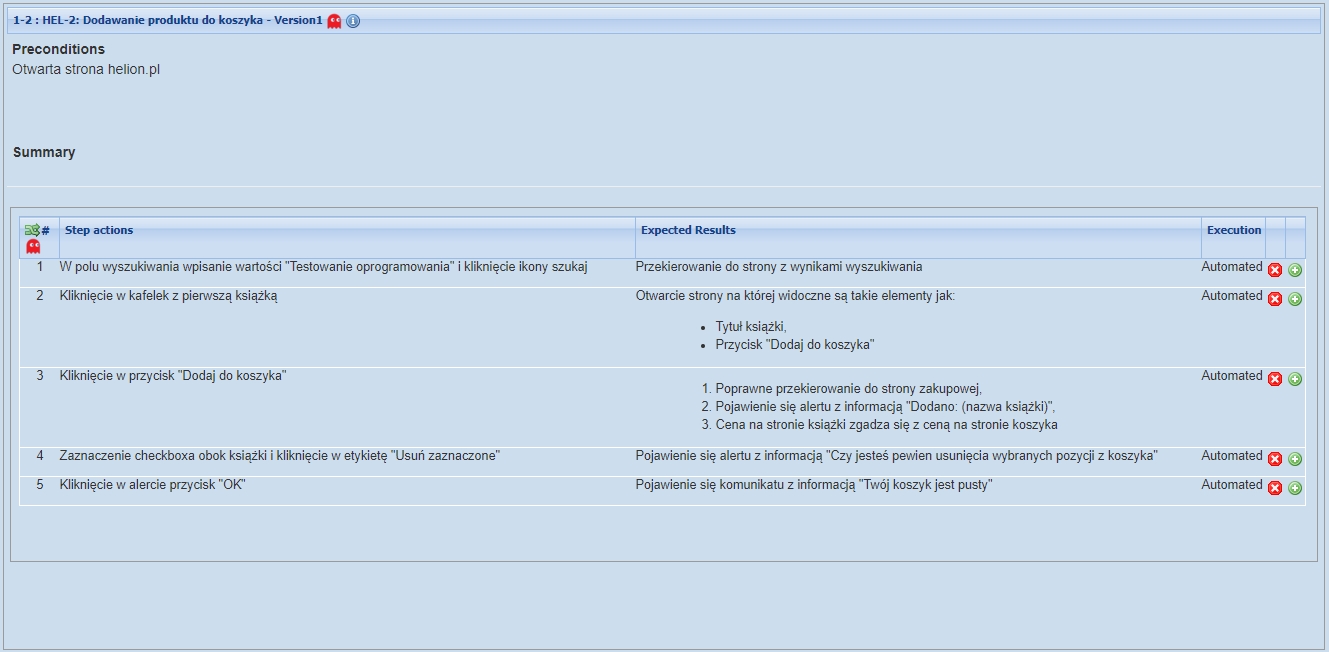 1-2 : HEL-2: Dodawanie produktu do koszyka - Version1
Preconditions
Otwarta strona helion.pl
Summary
# Step actions Expected Results Execution
1 W polu wyszukiwania wpisanie wartości "Testowanie oprogramowania" i kliknięcie ikony szukaj Przekierowanie do strony z wynikami wyszukiwania Automated
2 Kliknięcie w kafelek z pierwszą książką Otwarcie strony na której widoczne są takie elementy jak: Automated
• Tytuł książki,
• Przycisk "Dodaj do koszyka"
3 Kliknięcie w przycisk "Dodaj do koszyka" Automated
1. Poprawne przekierowanie do strony zakupowej,
2. Pojawienie się alertu z informacją "Dodano: (nazwa książki)",
3. Cena na stronie książki zgadza się z ceną na stronie koszyka
4 Zaznaczenie checkboxa obok książki i kliknięcie w etykietę "Usuń zaznaczone" Pojawienie się alertu z informacją "Czy jesteś pewien usunięcia wybranych pozycji z koszyka" Automated
5 Kliknięcie w alercie przycisk "OK" Pojawienie się komunikatu z informacją "Twój koszyk jest pusty" Automated